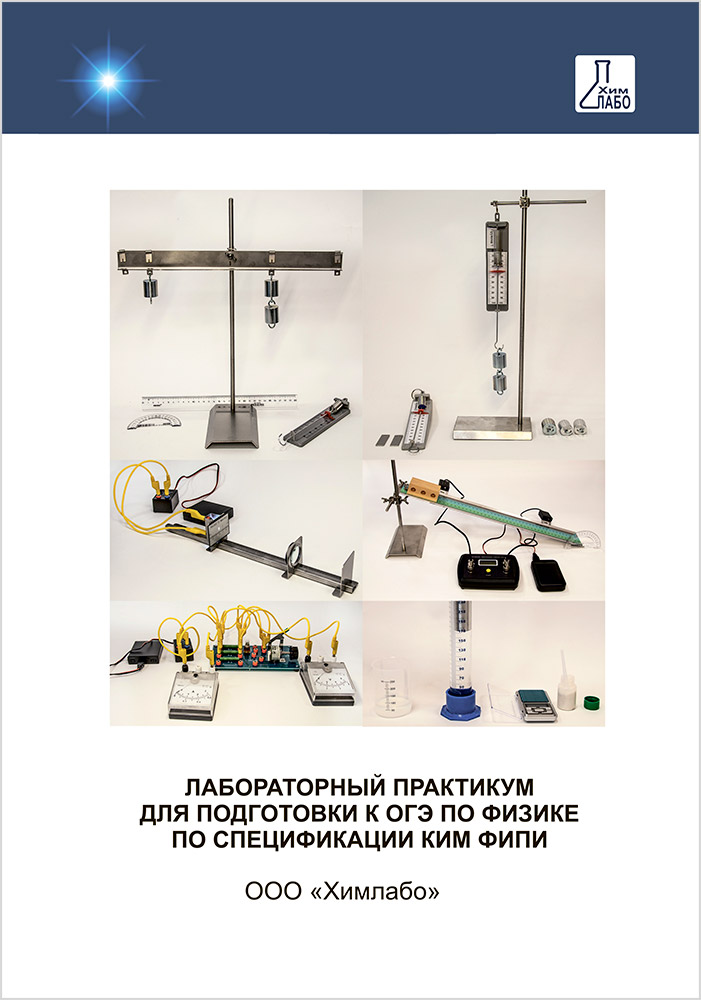 Хим
ЛАБО
ЛАБОРАТОРНЫЙ ПРАКТИКУМ
ДЛЯ ПОДГОТОВКИ К ОГЭ ПО ФИЗИКЕ
ПО СПЕЦИФИКАЦИИ КИМ ФИПИ
ООО «Химлабо»